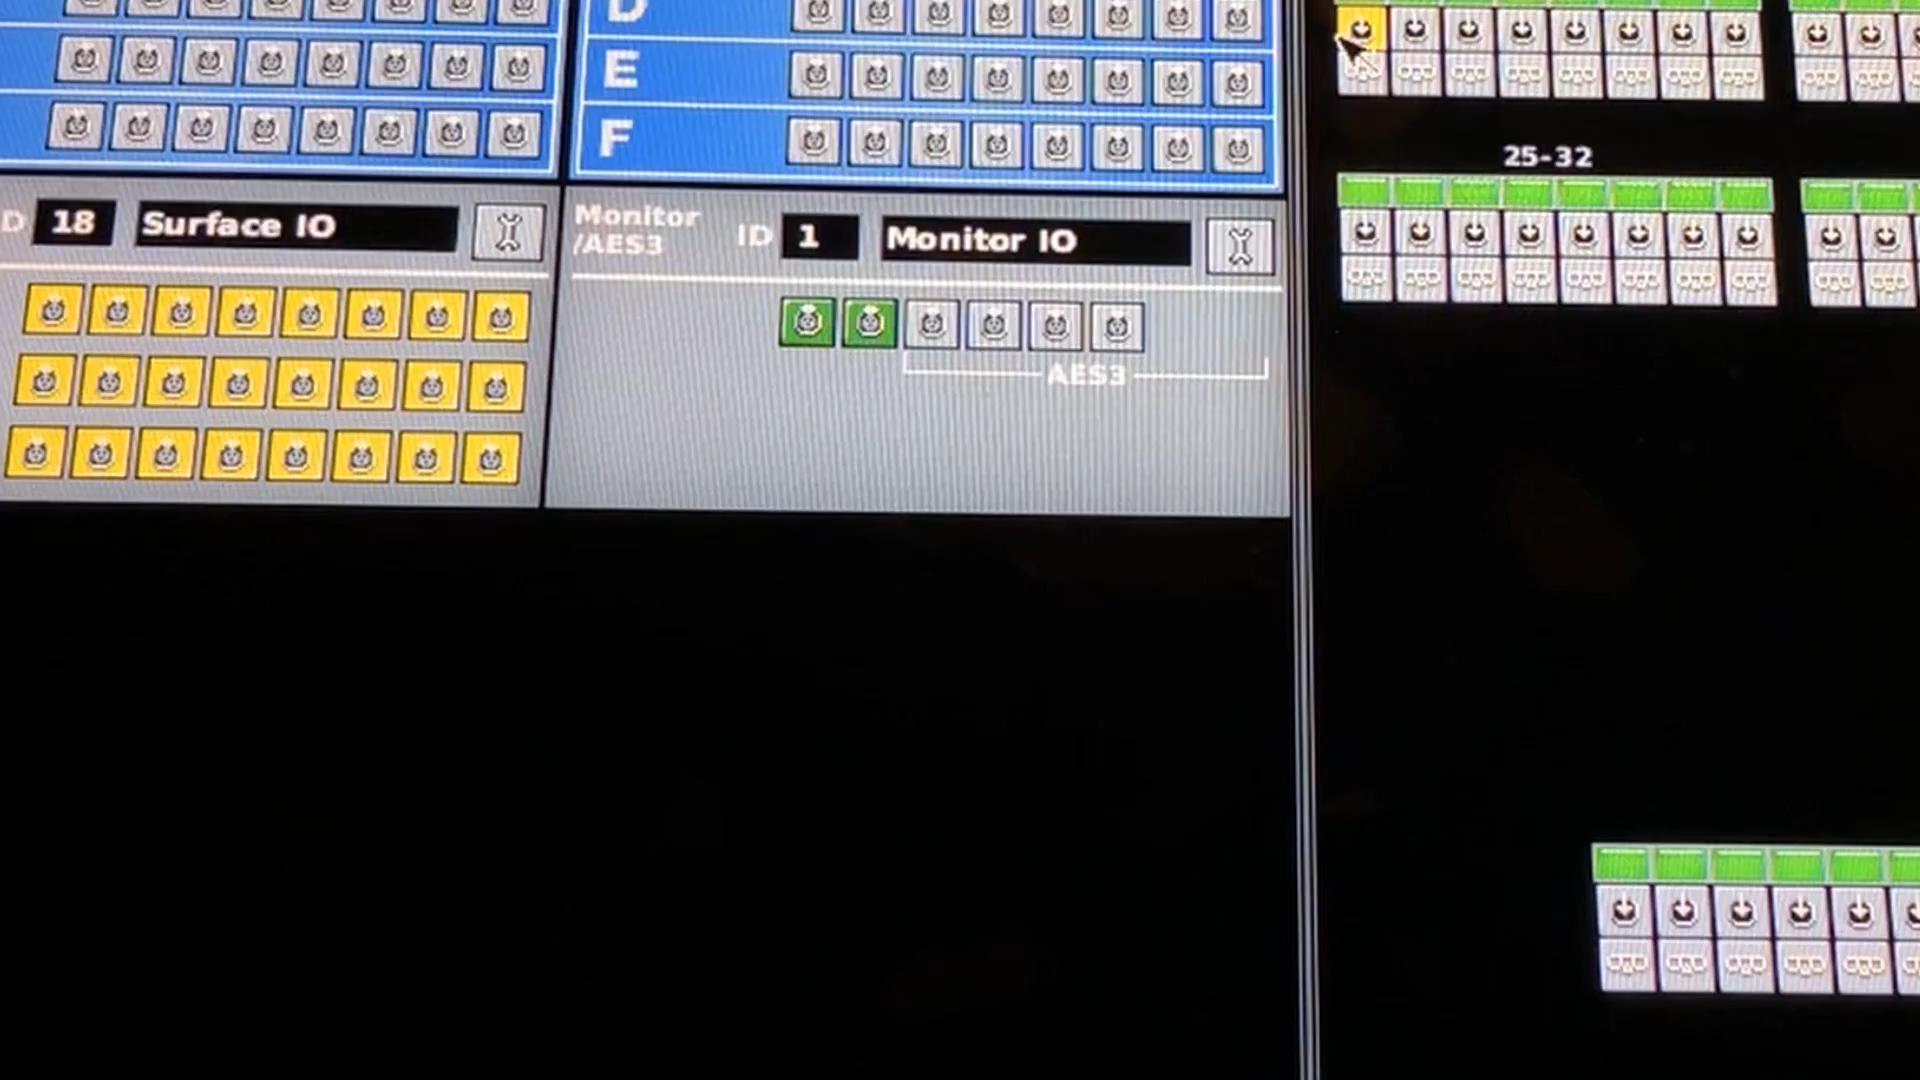 D
E
F
25-32
D 18 Surface IO
Monitor
/AES3
ID 1 Monitor IO
AES3